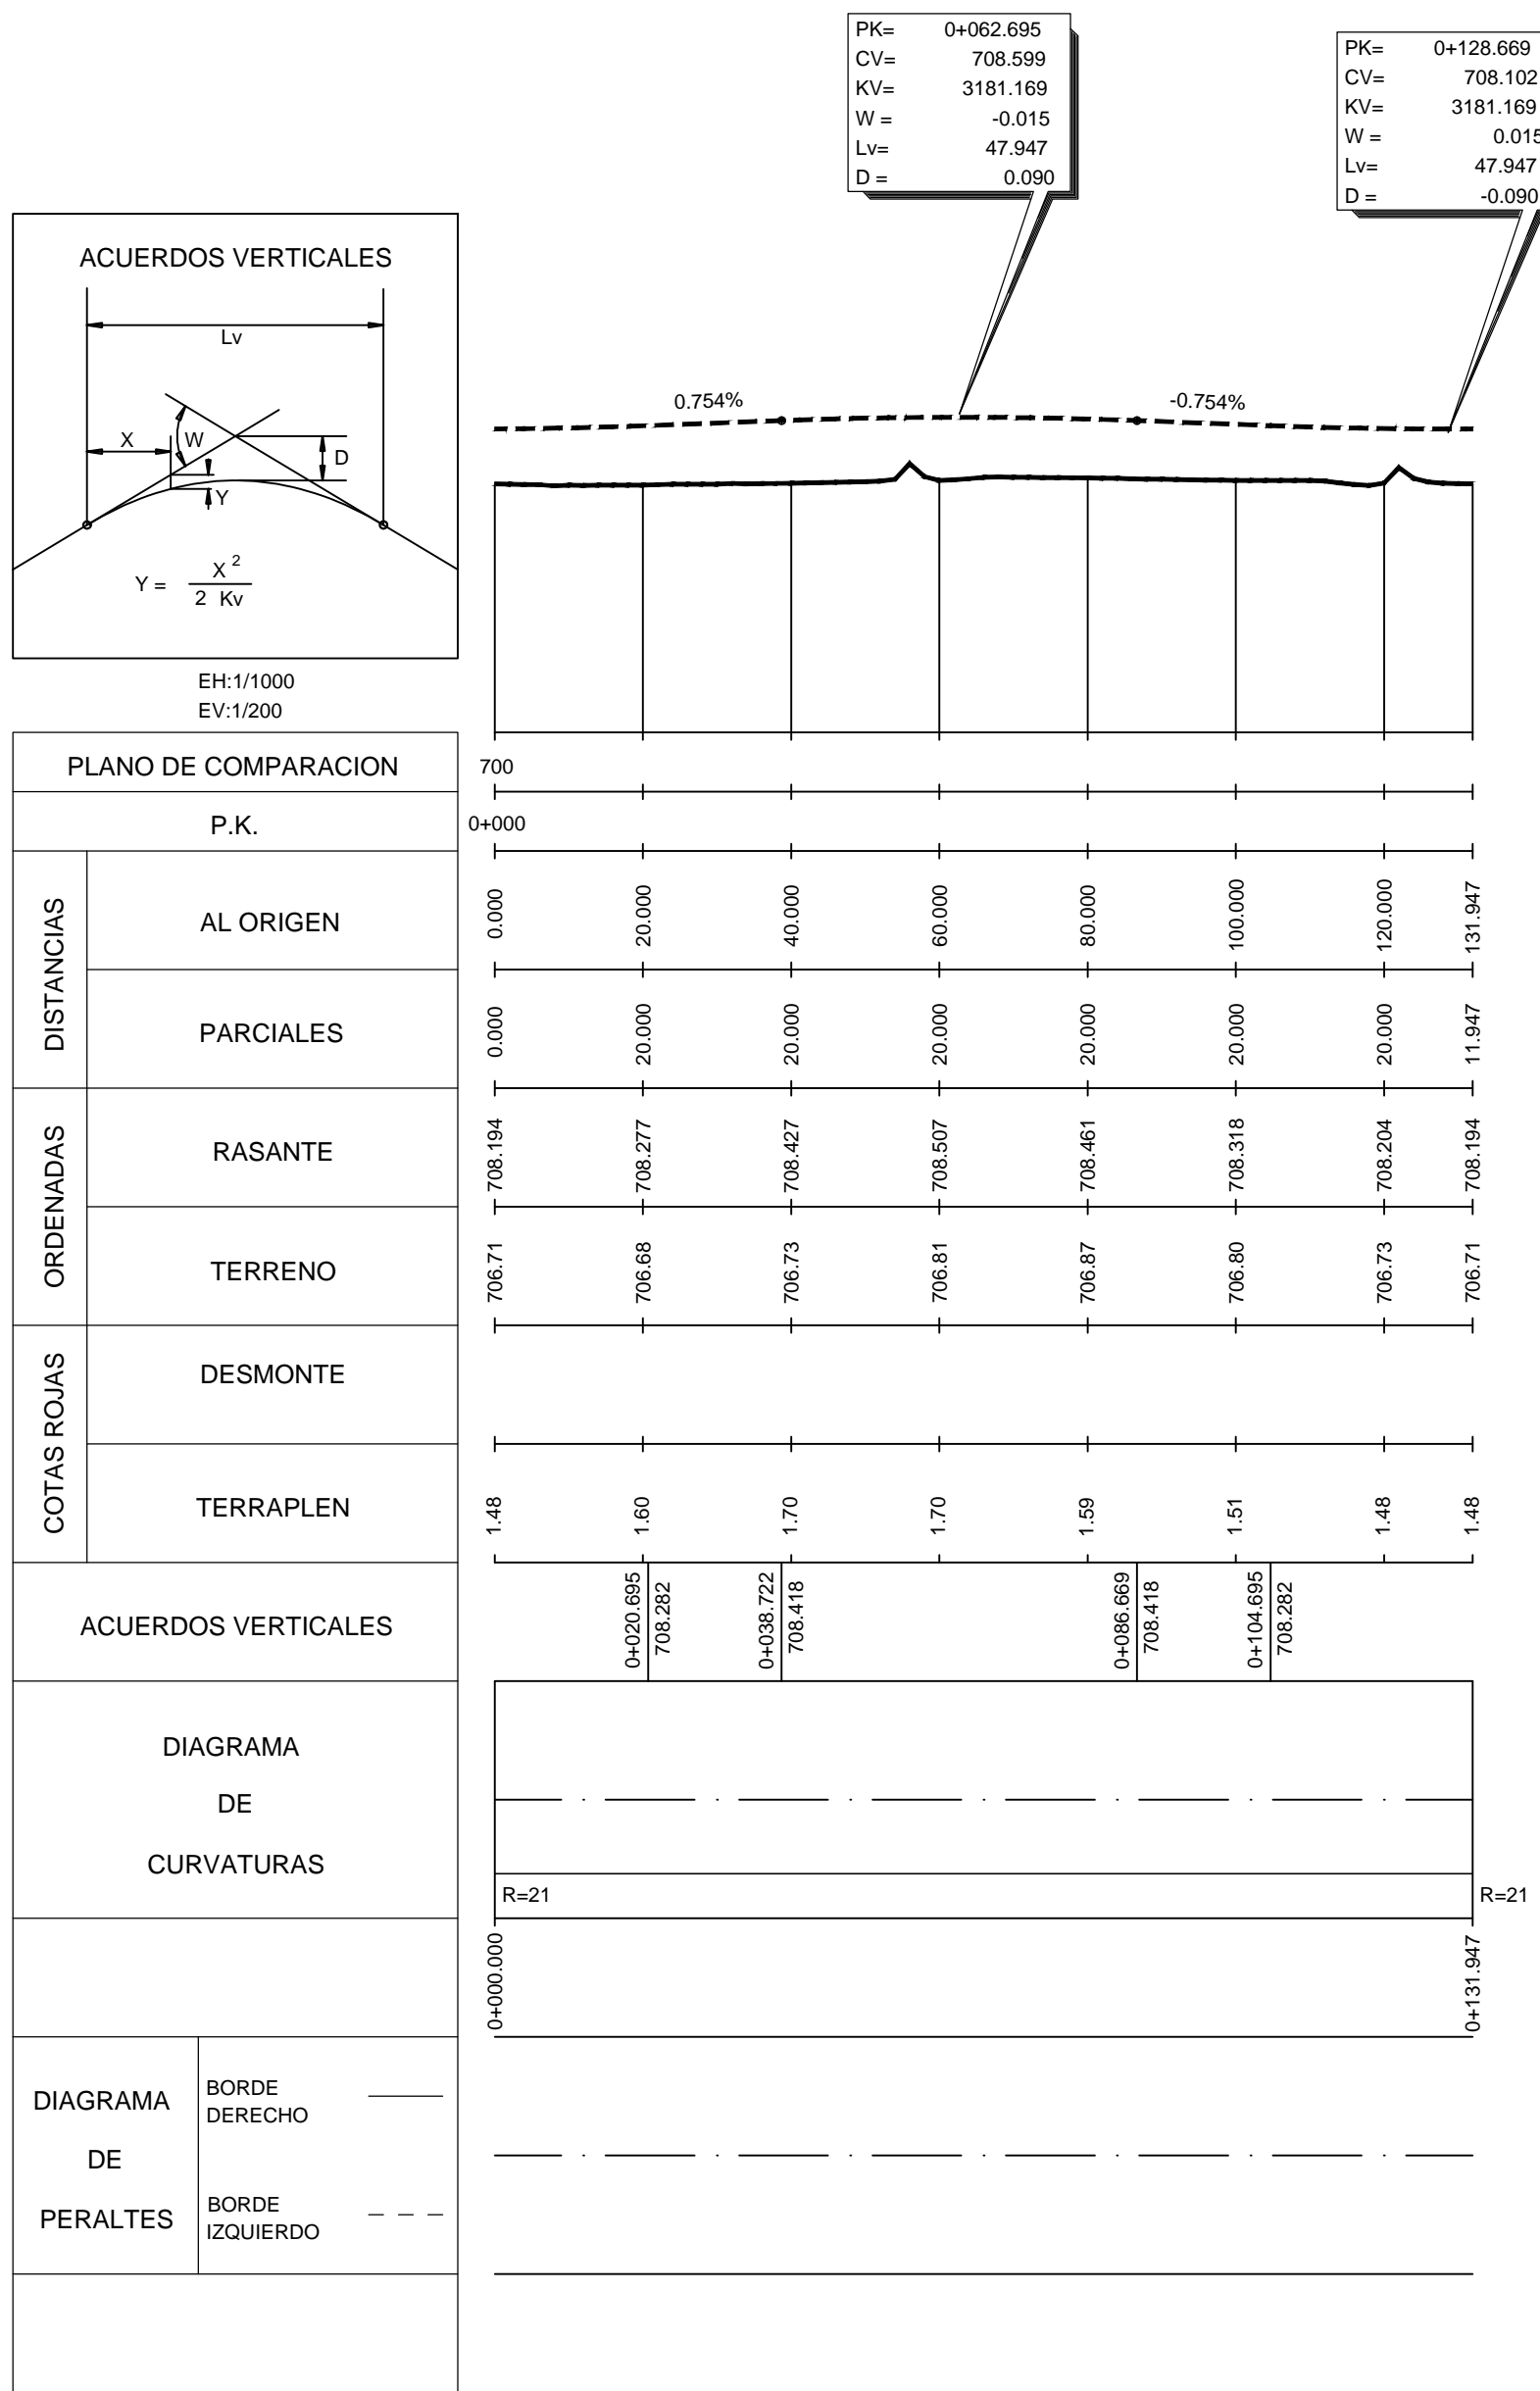 PK= 0+062.695
CV= 708.599
KV= 3181.169
W = -0.015
Lv= 47.947
D = 0.090
PK= 0+128.669
CV= 708.102
KV= 3181.169
W = 0.015
Lv= 47.947
D = -0.090
ACUERDOS VERTICALES
Lv
X
W
D
Y
Y = X 2
2 Kv
0.754%
-0.754%
EH:1/1000
EV:1/200
PLANO DE COMPARACION 700
P.K. 0+000
DISTANCIAS
AL ORIGEN 0.000 20.000 40.000 60.000 80.000 100.000 120.000 131.947
PARCIALES 0.000 20.000 20.000 20.000 20.000 20.000 20.000 11.947
ORDENADAS
RASANTE 708.194 708.277 708.427 708.507 708.461 708.318 708.204 708.194
TERRENO 706.71 706.68 706.73 706.81 706.87 706.80 706.73 706.71
COTAS ROJAS
DESMONTE
TERRAPLEN 1.48 1.60 1.70 1.70 1.59 1.51 1.48 1.48
ACUERDOS VERTICALES
0+020.695
708.282
0+038.722
708.418
0+086.669
708.418
0+104.695
708.282
DIAGRAMA
DE
CURVATURAS
R=21
R=21
0+000.000
0+131.947
DIAGRAMA
DE
PERALTES
BORDE
DERECHO
BORDE
IZQUIERDO